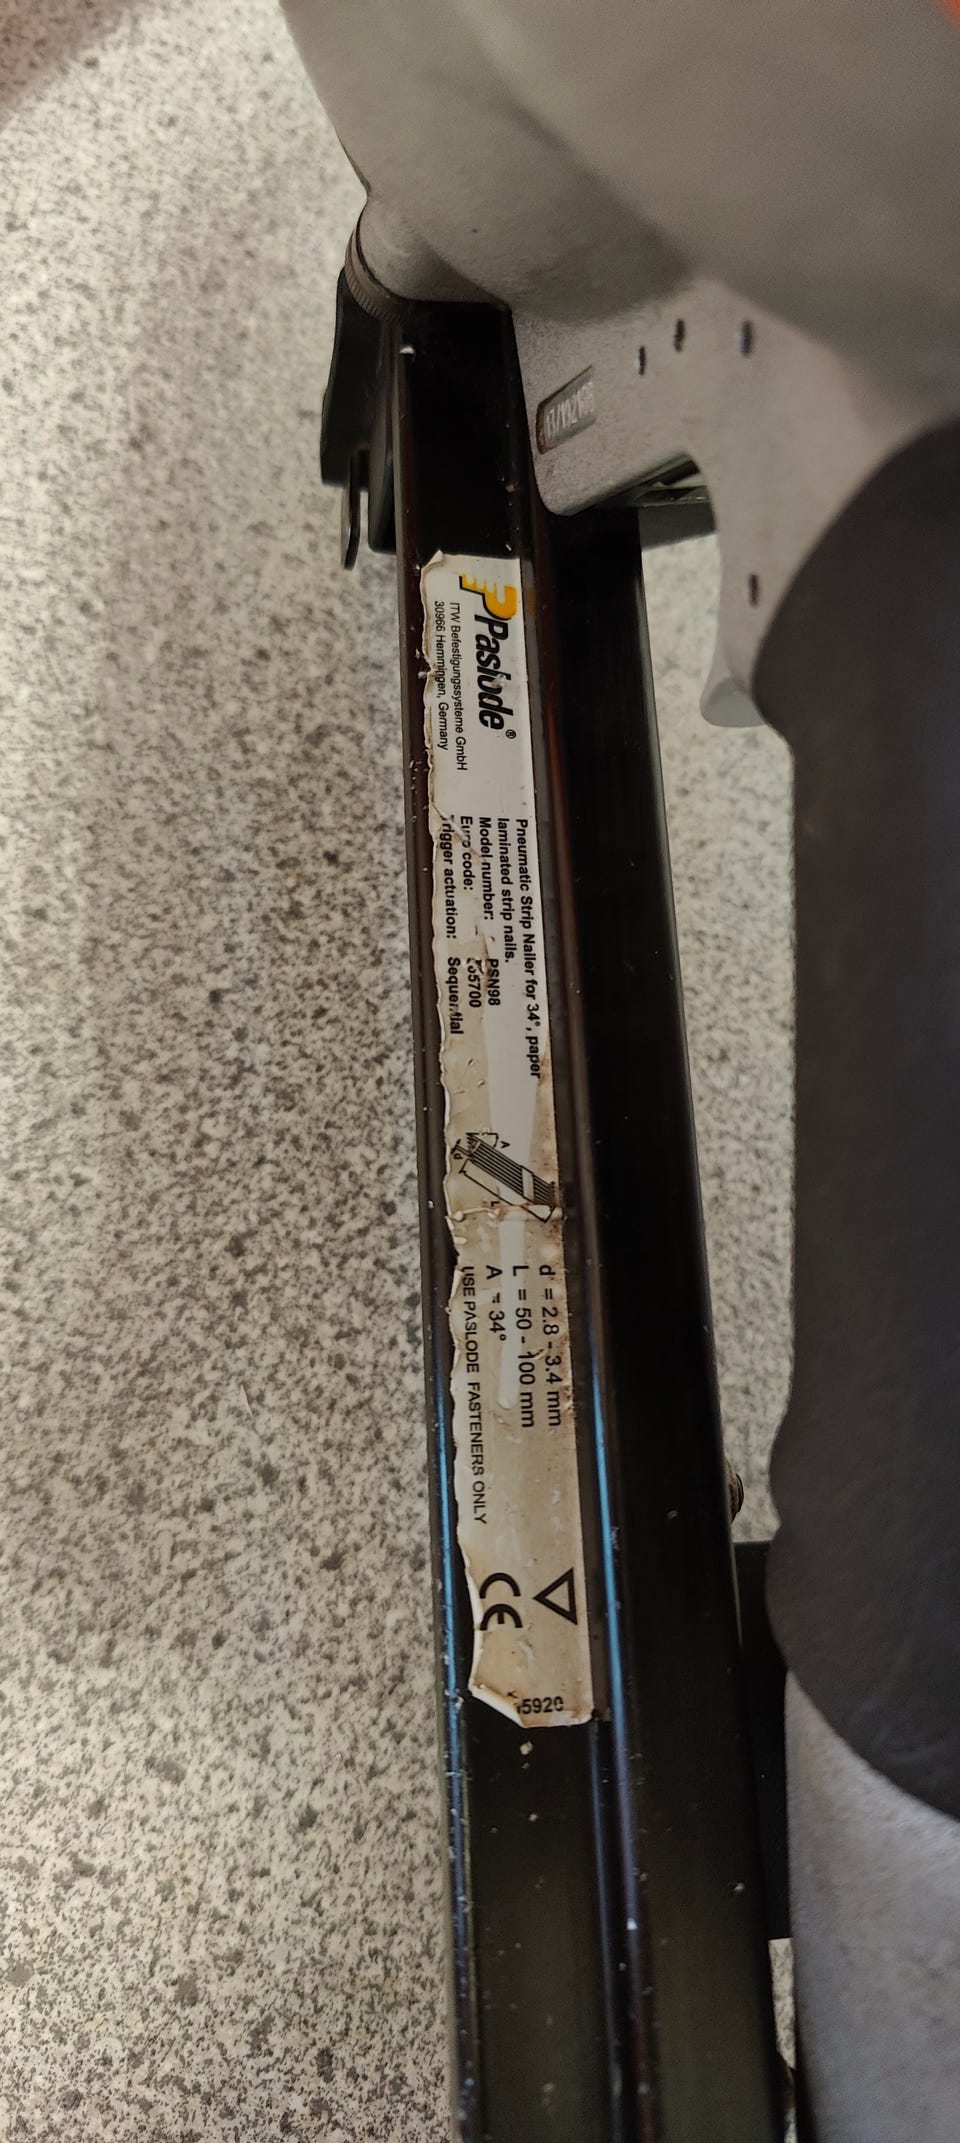 Paslode®
ITW Befestigungssysteme GmbH
30966 Hemmingen, Germany
Pneumatic Strip Nailer for 34°, paper
laminated strip nails.
Model number: PSN98
Euro code: 05700
Trigger actuation: Sequential
A
d
L
d = 2.8 - 3.4 mm
L = 50 - 100 mm
A = 34°
USE PASLODE FASTENERS ONLY
CE